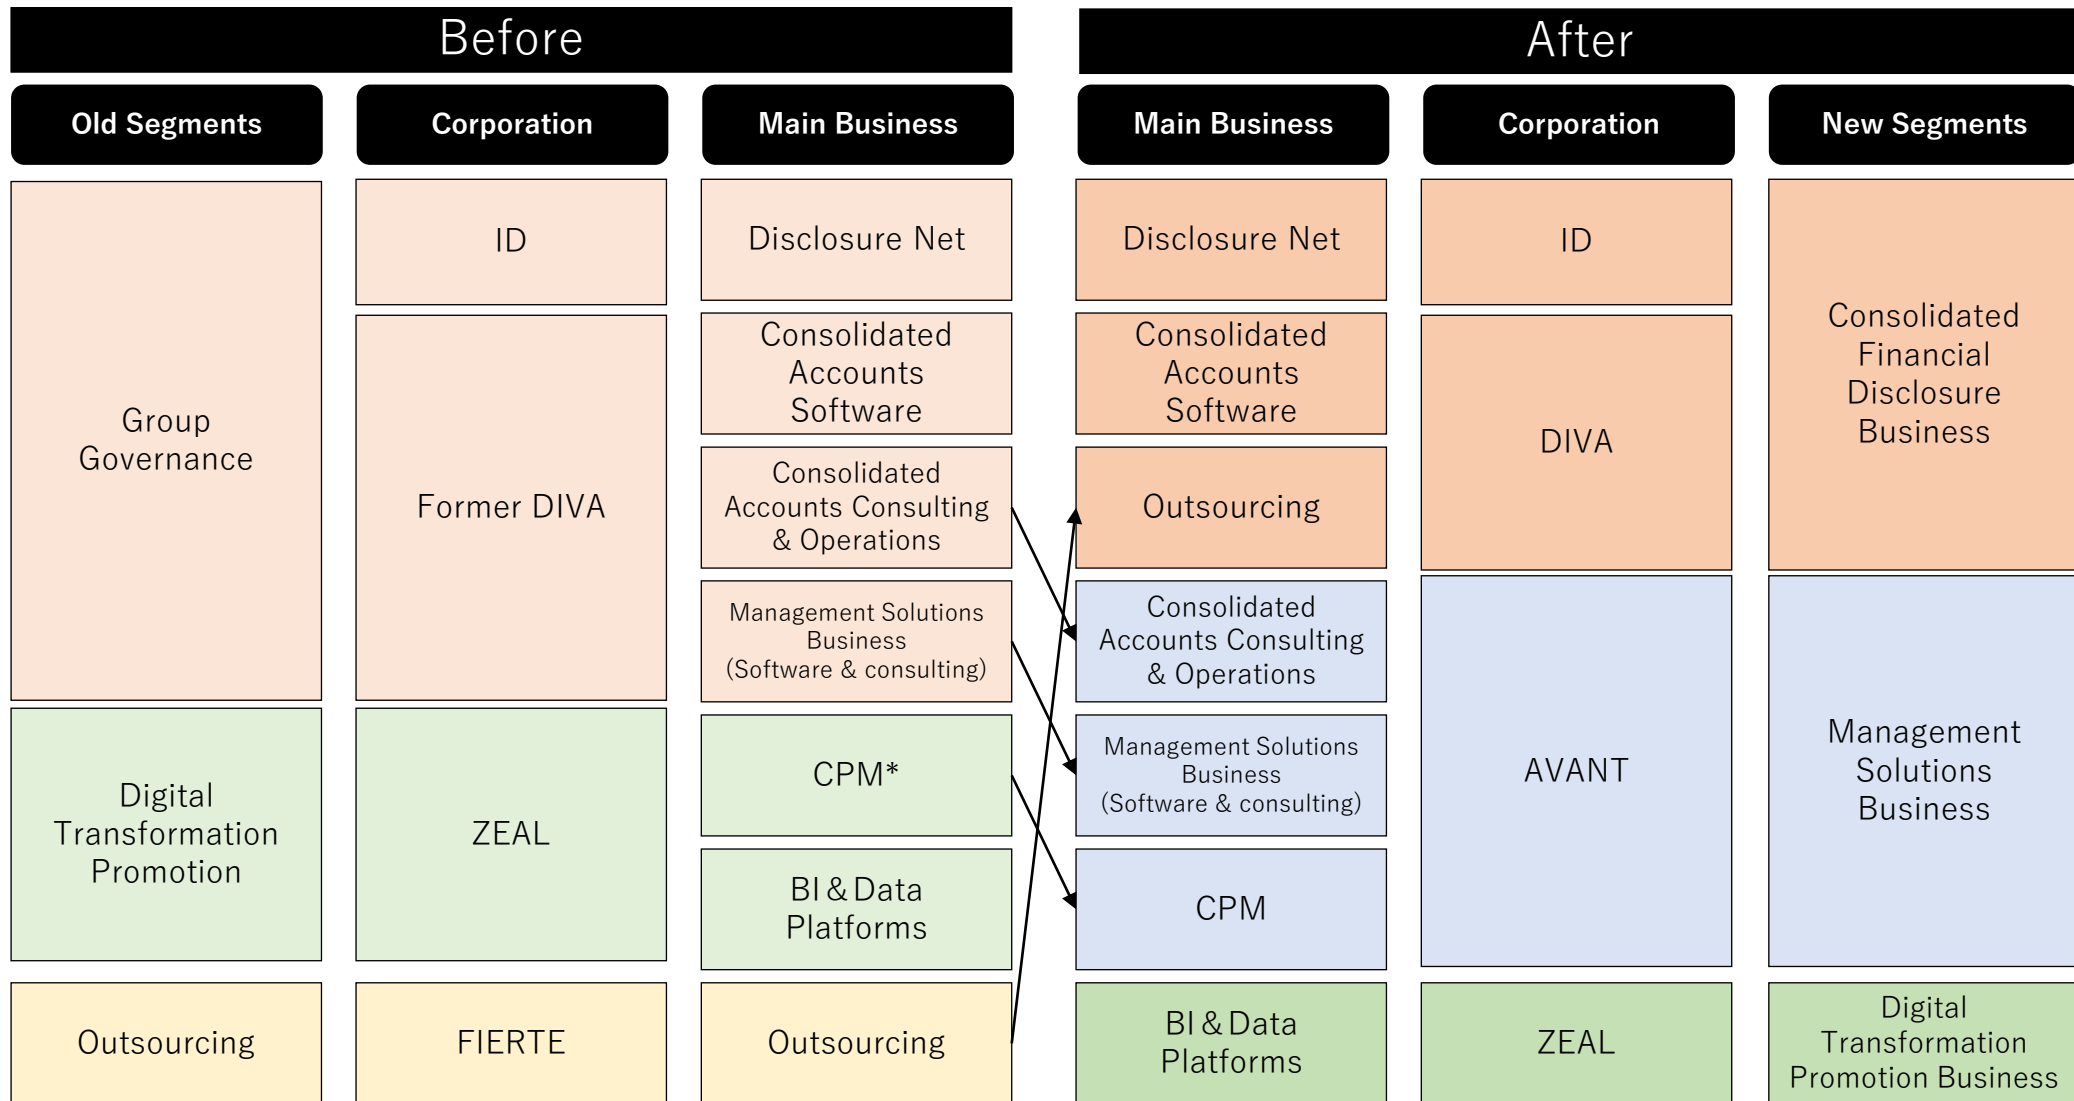 Before
After
Old Segments
Corporation
Main Business
Main Business
Corporation
New Segments
Group
Governance
Digital
Transformation
Promotion
Outsourcing
ID
Former DIVA
ZEAL
FIERTE
Disclosure Net
Consolidated
Accounts
Software
Consolidated
Accounts Consulting
& Operations
Management Solutions
Business
(Software & consulting)
CPM*
BI & Data
Platforms
Outsourcing
Disclosure Net
Consolidated
Accounts
Software
Outsourcing
Consolidated
Accounts Consulting
& Operations
Management Solutions
Business
(Software & consulting)
CPM
BI & Data
Platforms
ID
DIVA
AVANT
ZEAL
Consolidated
Financial
Disclosure
Business
Management
Solutions
Business
Digital
Transformation
Promotion Business